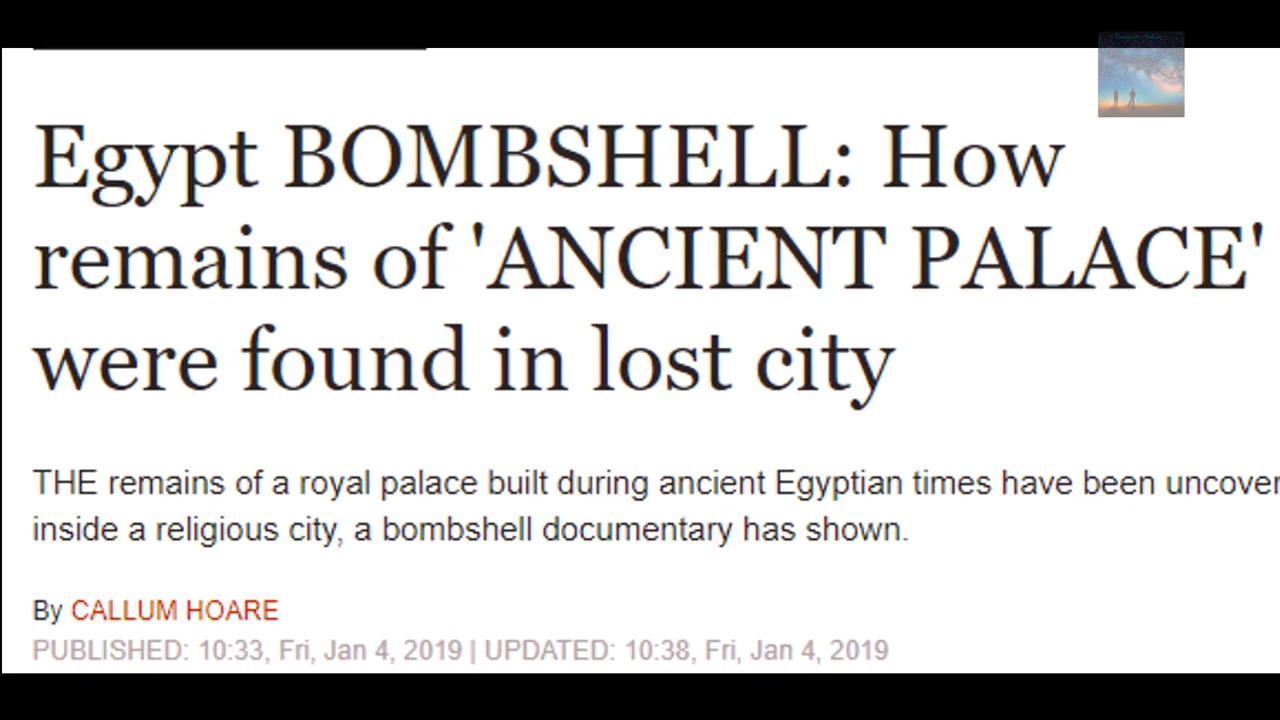 Egypt BOMBSHELL: How
remains of 'ANCIENT PALACE'
were found in lost city
THE remains of a royal palace built during ancient Egyptian times have been uncover
inside a religious city, a bombshell documentary has shown.
By CALLUM HOARE
PUBLISHED: 10:33, Fri, Jan 4, 2019 | UPDATED: 10:38, Fri, Jan 4, 2019